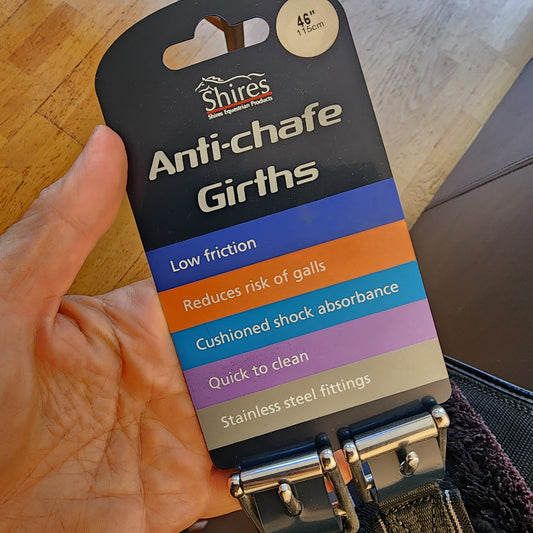 46"
115cm
Shires
Shires Equestrian Products
Anti-chafe
Girths
Low friction
Reduces risk of galls
Cushioned shock absorbance
Quick to clean
Stainless steel fittings